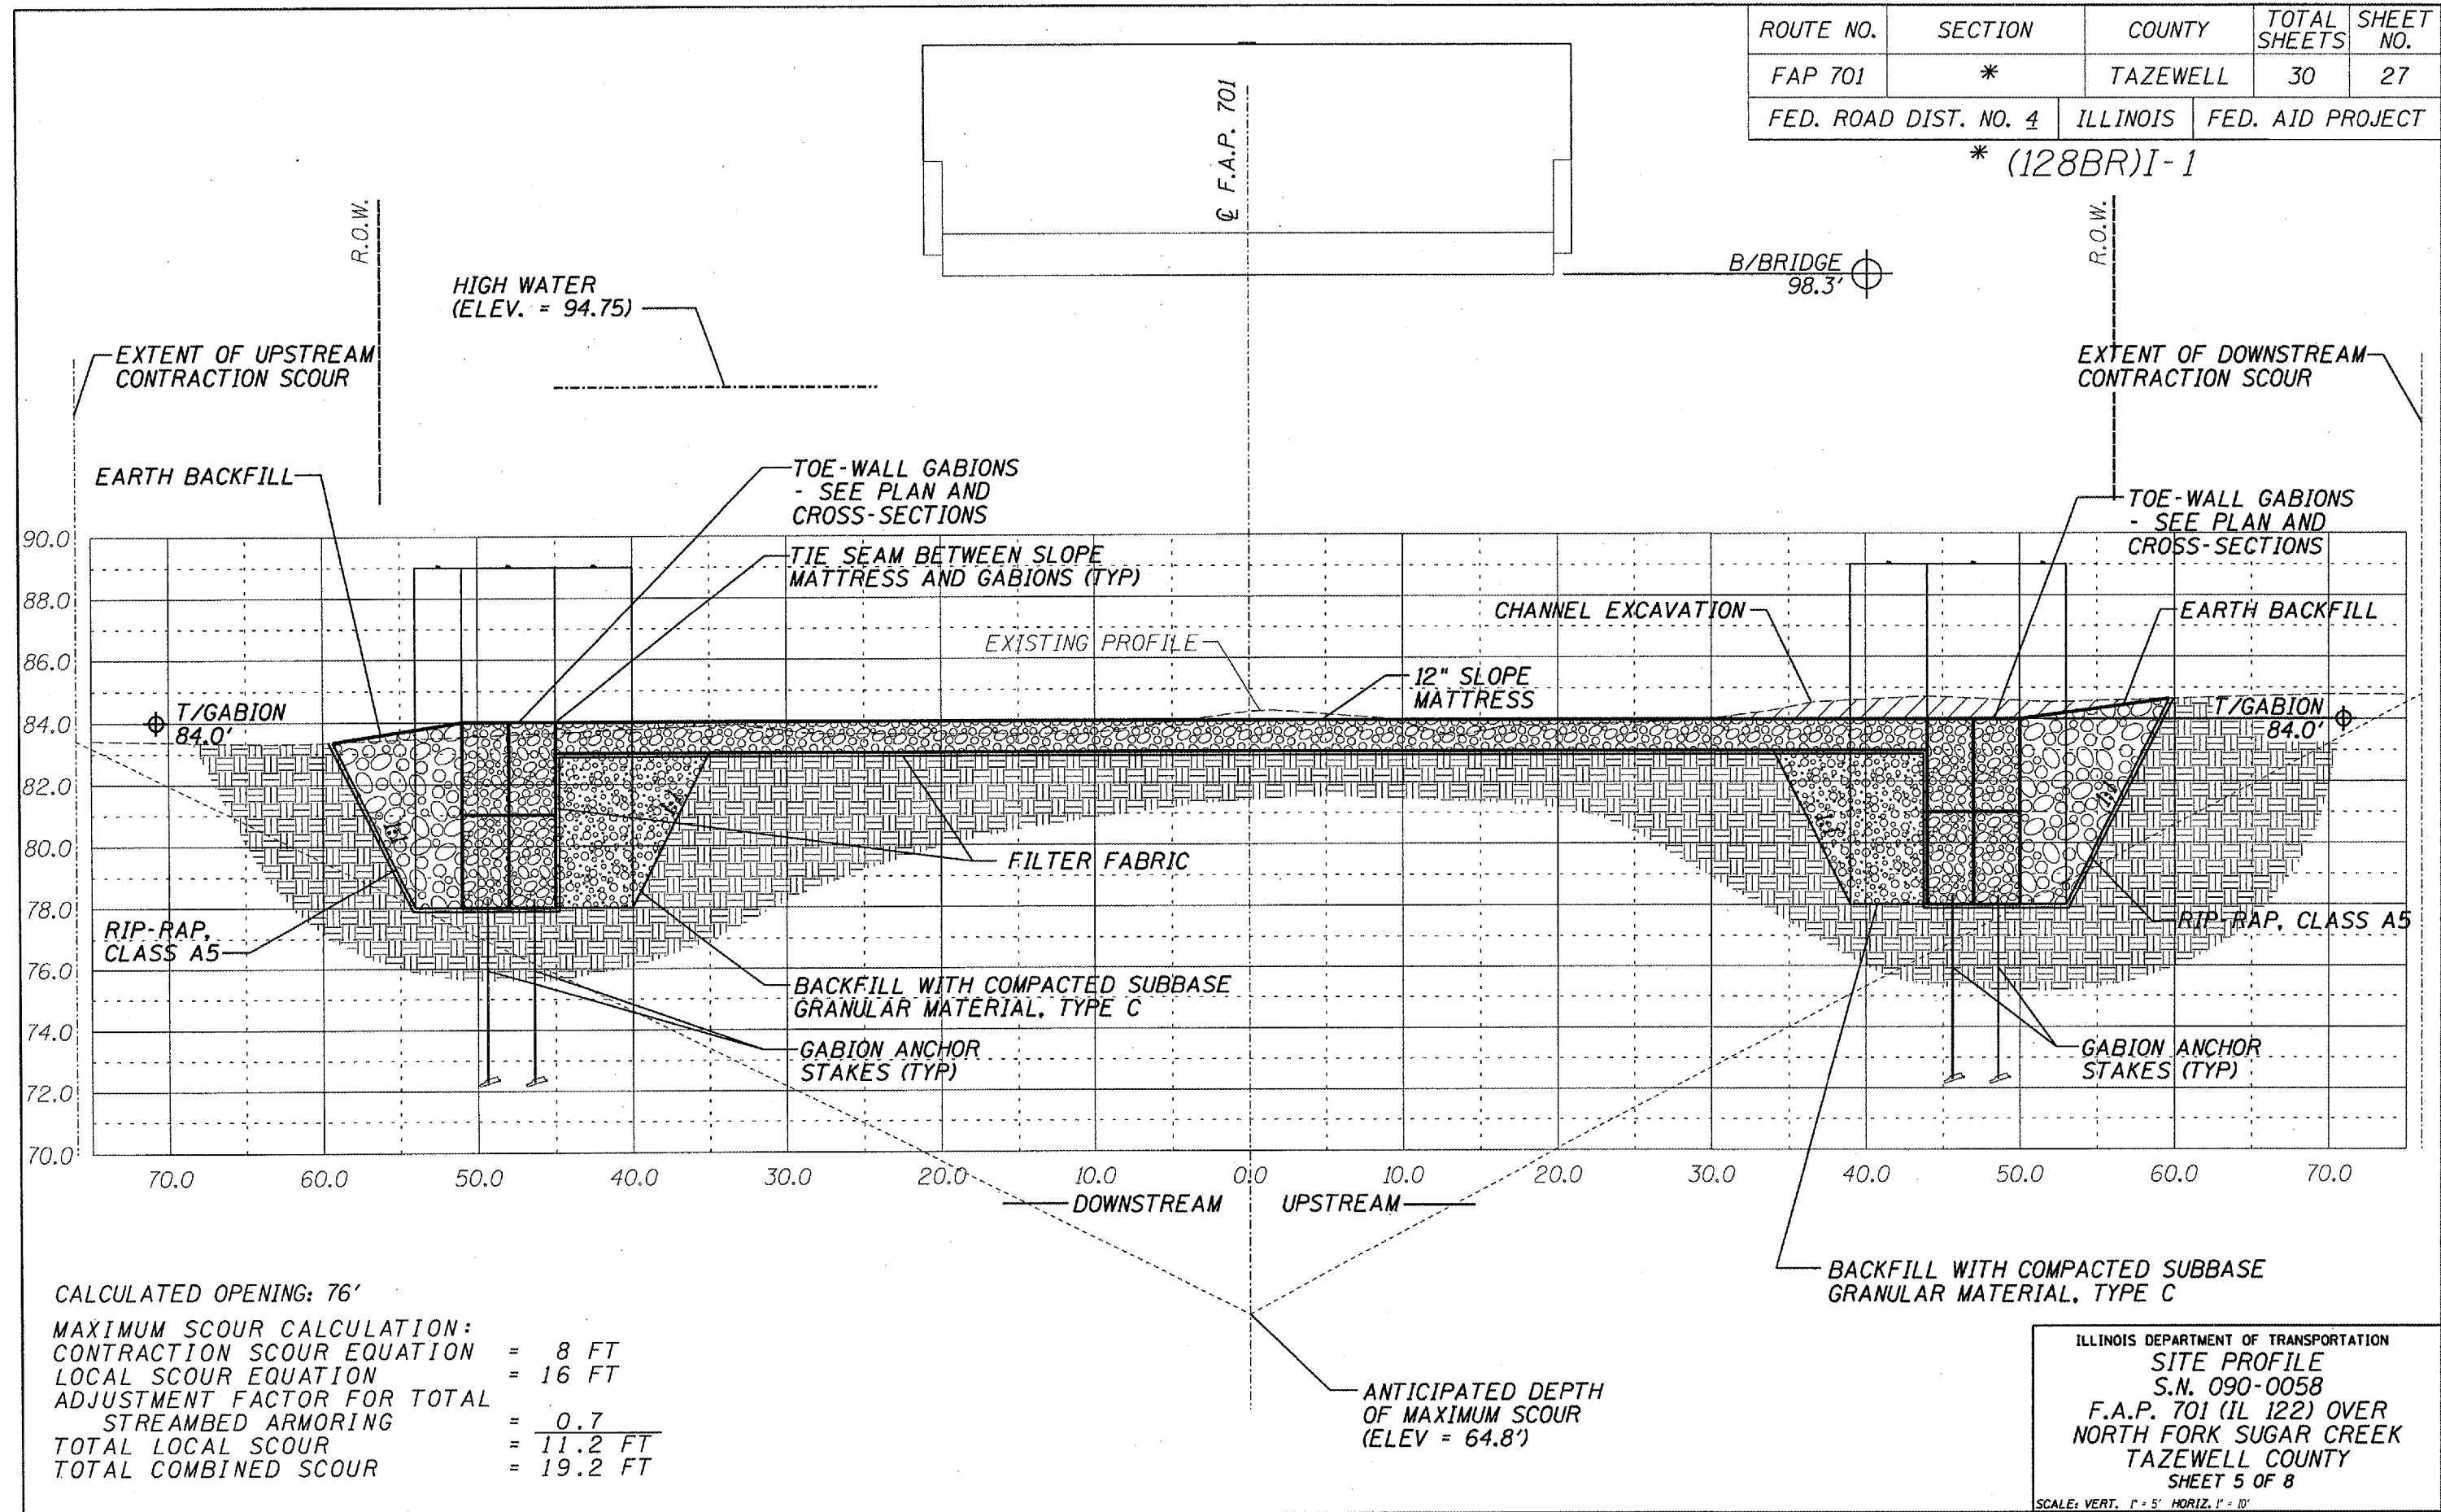 ROUTE NO. SECTION COUNTY TOTAL SHEETS SHEET NO.
FAP 701 * TAZEWELL 30 27
FED. ROAD DIST. NO. 4 ILLINOIS FED. AID PROJECT
* (128BR)I-1
℄ F.A.P. 701
R.O.W.
R.O.W.
HIGH WATER
(ELEV. = 94.75)
B/BRIDGE
98.3'
EXTENT OF UPSTREAM
CONTRACTION SCOUR
EXTENT OF DOWNSTREAM
CONTRACTION SCOUR
EARTH BACKFILL
TOE-WALL GABIONS
- SEE PLAN AND
CROSS-SECTIONS
TOE-WALL GABIONS
- SEE PLAN AND
CROSS-SECTIONS
TIE SEAM BETWEEN SLOPE
MATTRESS AND GABIONS (TYP)
CHANNEL EXCAVATION
EARTH BACKFILL
EXISTING PROFILE
12" SLOPE
MATTRESS
T/GABION
84.0'
T/GABION
84.0'
90.0
88.0
86.0
84.0
82.0
80.0
78.0
76.0
74.0
72.0
70.0
FILTER FABRIC
RIP-RAP,
CLASS A5
RIP-RAP, CLASS A5
BACKFILL WITH COMPACTED SUBBASE
GRANULAR MATERIAL, TYPE C
GABION ANCHOR
STAKES (TYP)
GABION ANCHOR
STAKES (TYP)
70.0 60.0 50.0 40.0 30.0 20.0 10.0 0.0 10.0 20.0 30.0 40.0 50.0 60.0 70.0
DOWNSTREAM UPSTREAM
BACKFILL WITH COMPACTED SUBBASE
GRANULAR MATERIAL, TYPE C
CALCULATED OPENING: 76'
MAXIMUM SCOUR CALCULATION:
CONTRACTION SCOUR EQUATION = 8 FT
LOCAL SCOUR EQUATION = 16 FT
ADJUSTMENT FACTOR FOR TOTAL
STREAMBED ARMORING = 0.7
TOTAL LOCAL SCOUR = 11.2 FT
TOTAL COMBINED SCOUR = 19.2 FT
ANTICIPATED DEPTH
OF MAXIMUM SCOUR
(ELEV = 64.8')
ILLINOIS DEPARTMENT OF TRANSPORTATION
SITE PROFILE
S.N. 090-0058
F.A.P. 701 (IL 122) OVER
NORTH FORK SUGAR CREEK
TAZEWELL COUNTY
SHEET 5 OF 8
SCALE: VERT. 1" = 5' HORIZ. 1" = 10'